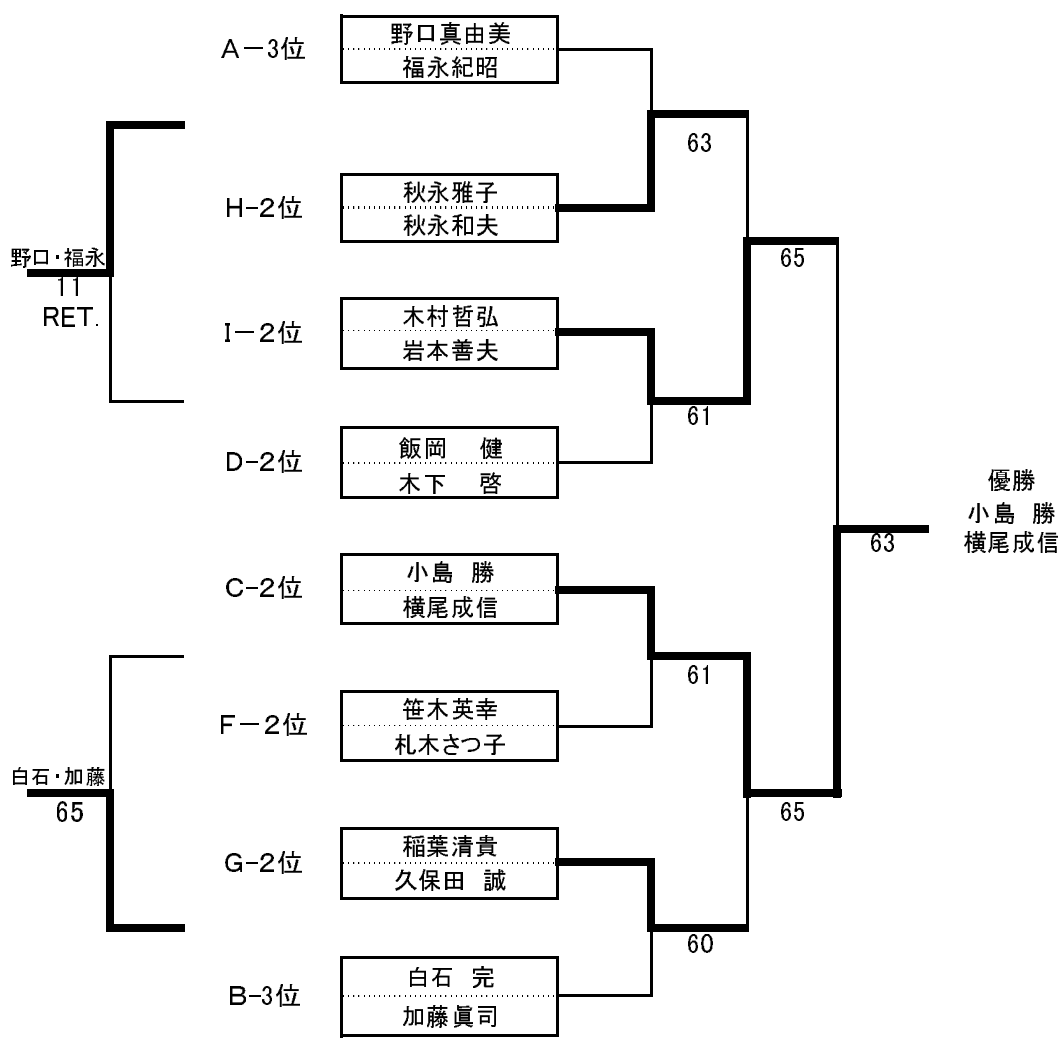 A－3位
野口真由美
福永紀昭
63
H-2位
秋永雅子
秋永和夫
野口・福永
11
RET.
65
I－2位
木村哲弘
岩本善夫
61
D-2位
飯岡　健
木下　啓
優勝
小島　勝
横尾成信
63
C-2位
小島　勝
横尾成信
61
F－2位
笹木英幸
札木さつ子
白石・加藤
65
65
G-2位
稲葉清貴
久保田　誠
60
B-3位
白石　完
加藤眞司